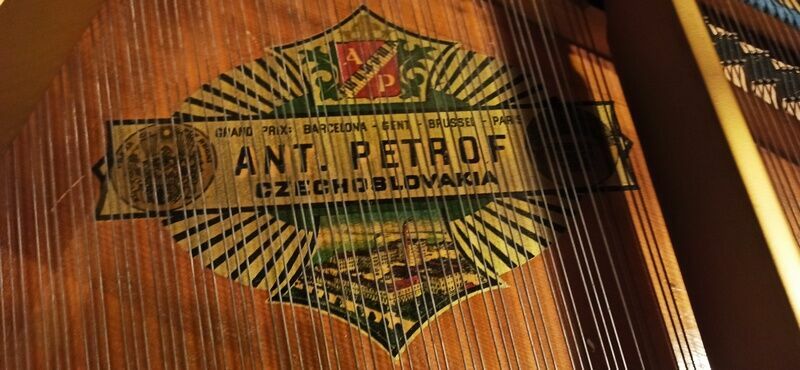 A
P
GRAND PRIX: BARCELONA - GENT - BRUSSEL - PARIS
ANT. PETROF
CZECHOSLOVAKIA